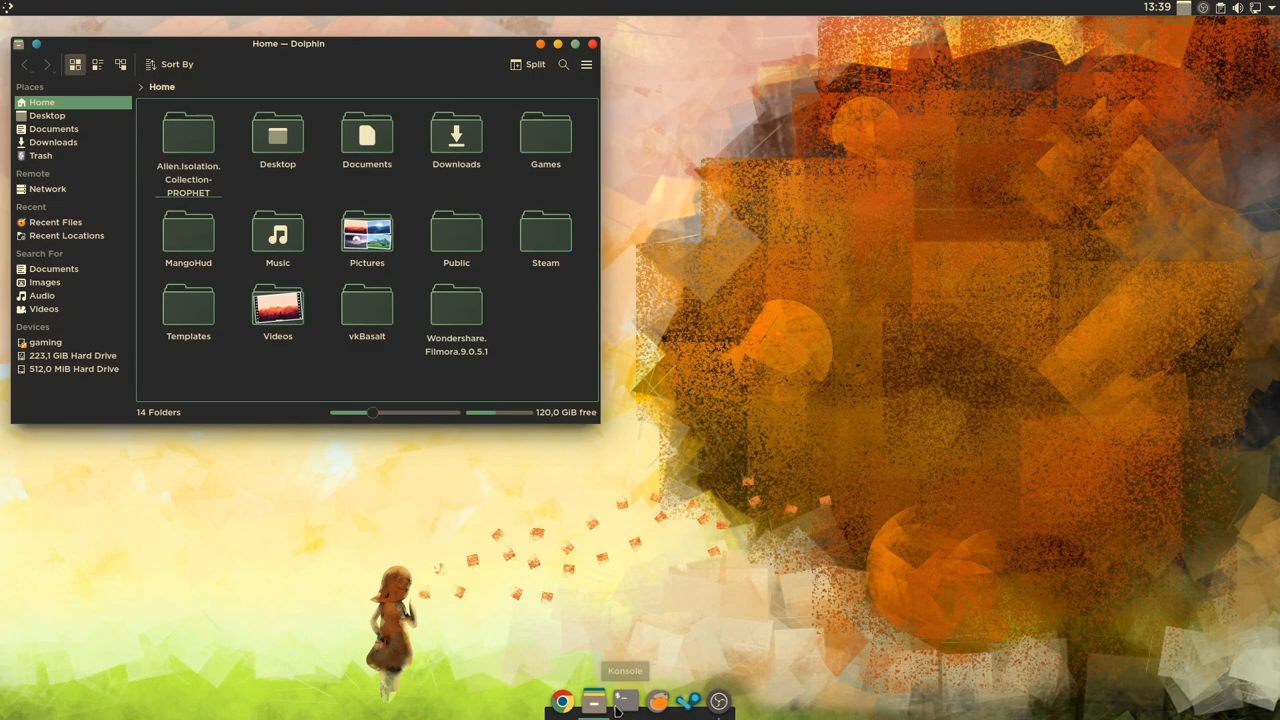 13:39
Home — Dolphin
Sort By
Split
Places
Home
Home
Desktop
Documents
Downloads
Trash
Remote
Network
Recent
Recent Files
Recent Locations
Search For
Documents
Images
Audio
Videos
Devices
gaming
223,1 GiB Hard Drive
512,0 MiB Hard Drive
Alien.Isolation.
Collection-
PROPHET
Desktop
Documents
Downloads
Games
MangoHud
Music
Pictures
Public
Steam
Templates
Videos
vkBasalt
Wondershare.
Filmora.9.0.5.1
14 Folders
120,0 GiB free
Konsole
$_